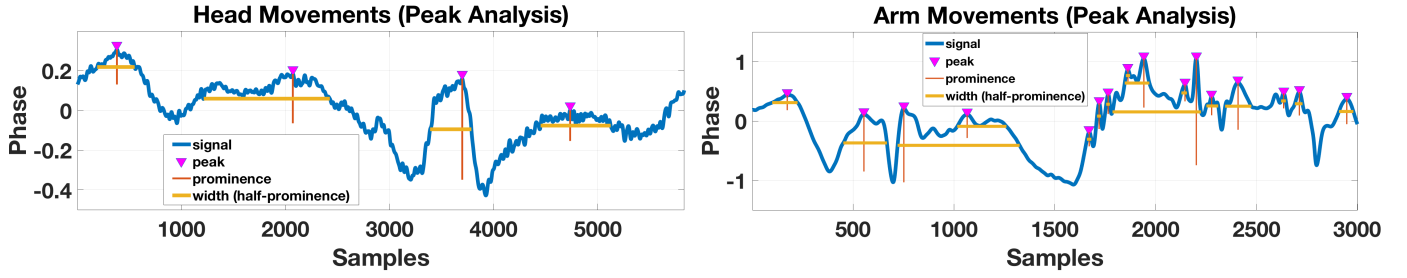 Head Movements (Peak Analysis)
Phase
0.2
0
-0.2
-0.4
signal
peak
prominence
width (half-prominence)
1000
2000
3000
4000
5000
Samples
Arm Movements (Peak Analysis)
Phase
1
0
-1
signal
peak
prominence
width (half-prominence)
500
1000
1500
2000
2500
3000
Samples